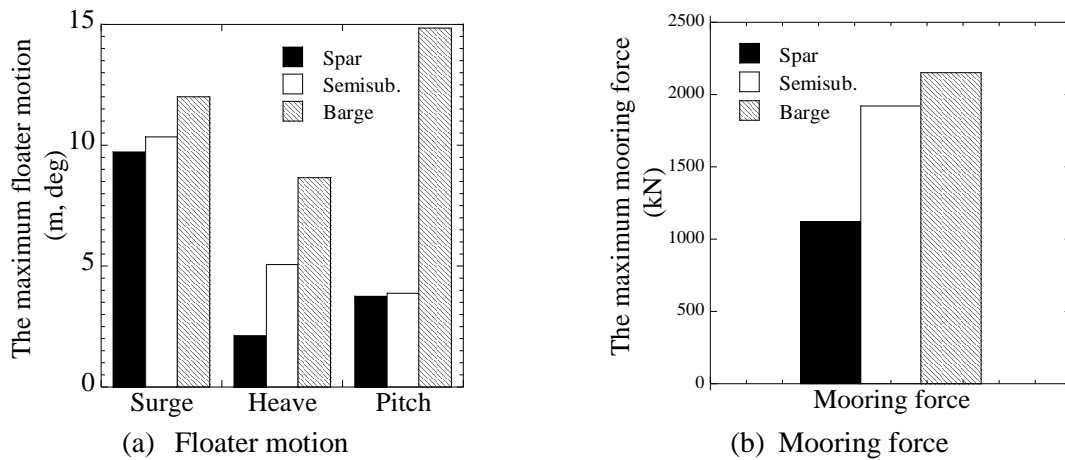 The maximum floater motion
(m, deg)
15
10
5
0
Spar
Semisub.
Barge
Surge Heave Pitch
(a) Floater motion
The maximum mooring force
(kN)
2500
2000
1500
1000
500
0
Spar
Semisub.
Barge
Mooring force
(b) Mooring force